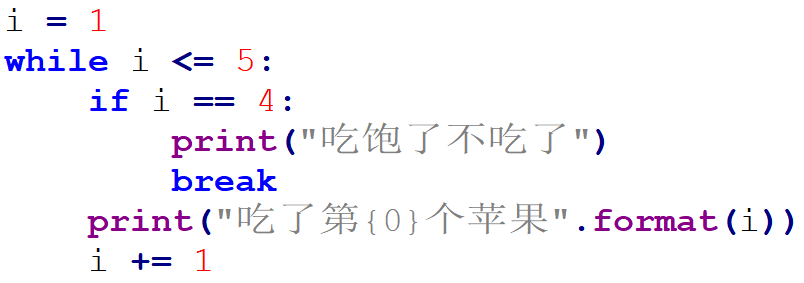 i = 1
while i <= 5:
    if i == 4:
        print("吃饱了不吃了")
        break
    print("吃了第{0}个苹果".format(i))
    i += 1